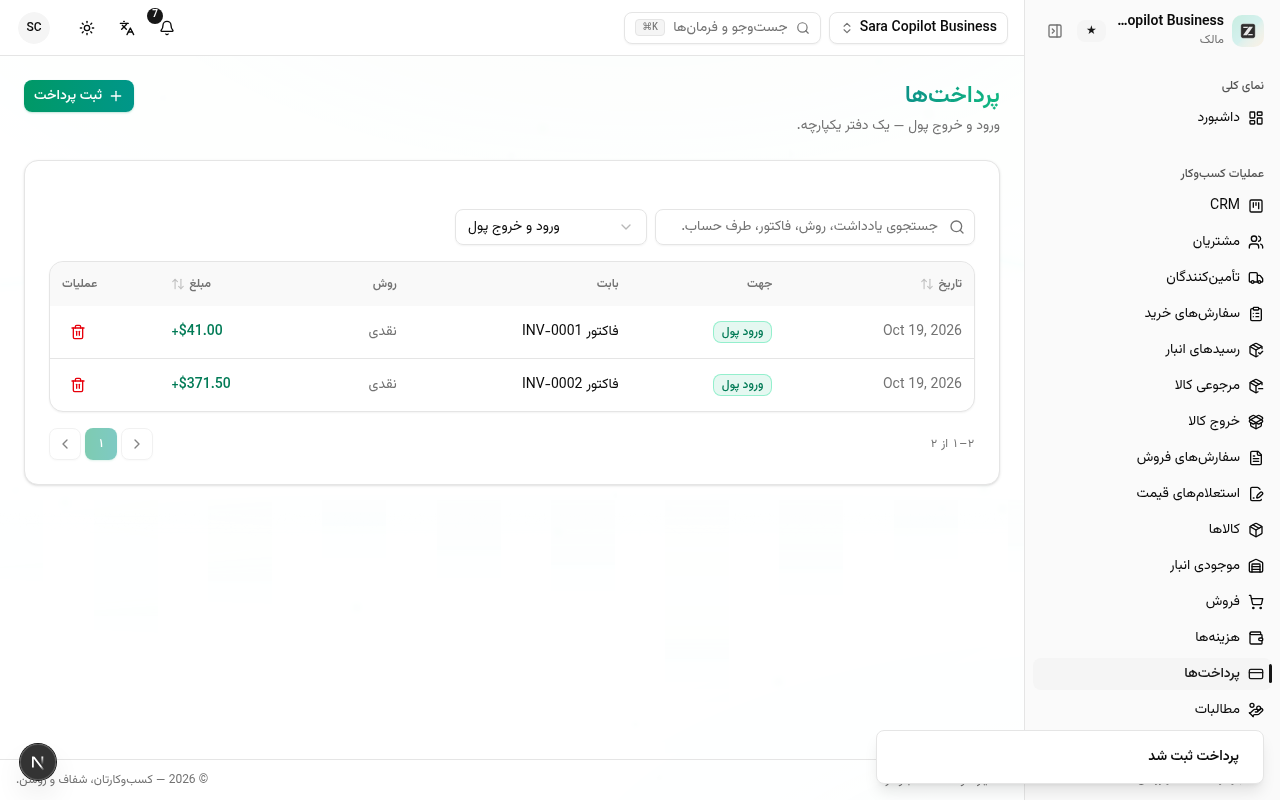 opilot Business...
مالک
★
نمای کلی
داشبورد
عملیات کسب‌وکار
CRM
مشتریان
تأمین‌کنندگان
سفارش‌های خرید
رسیدهای انبار
مرجوعی کالا
خروج کالا
سفارش‌های فروش
استعلام‌های قیمت
کالاها
موجودی انبار
فروش
هزینه‌ها
پرداخت‌ها
مطالبات
Sara Copilot Business
جست‌وجو و فرمان‌ها ⌘K
7
SC
پرداخت‌ها
ورود و خروج پول — یک دفتر یکپارچه.
ثبت پرداخت
جستجوی یادداشت، روش، فاکتور، طرف حساب.
ورود و خروج پول
تاریخ جهت بابت روش مبلغ عملیات
Oct 19, 2026 ورود پول فاکتور INV-0001 نقدی +$41.00
Oct 19, 2026 ورود پول فاکتور INV-0002 نقدی +$371.50
۱–۲ از ۲
۱
پرداخت ثبت شد
© 2026 — کسب‌وکارتان، شفاف و روشن.
N